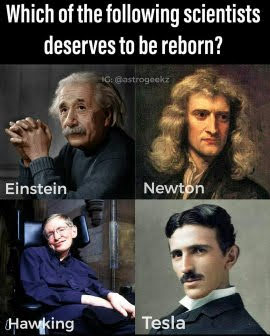 Which of the following scientists
deserves to be reborn?
IG: @astrogeekz
Einstein
Newton
Hawking
Tesla